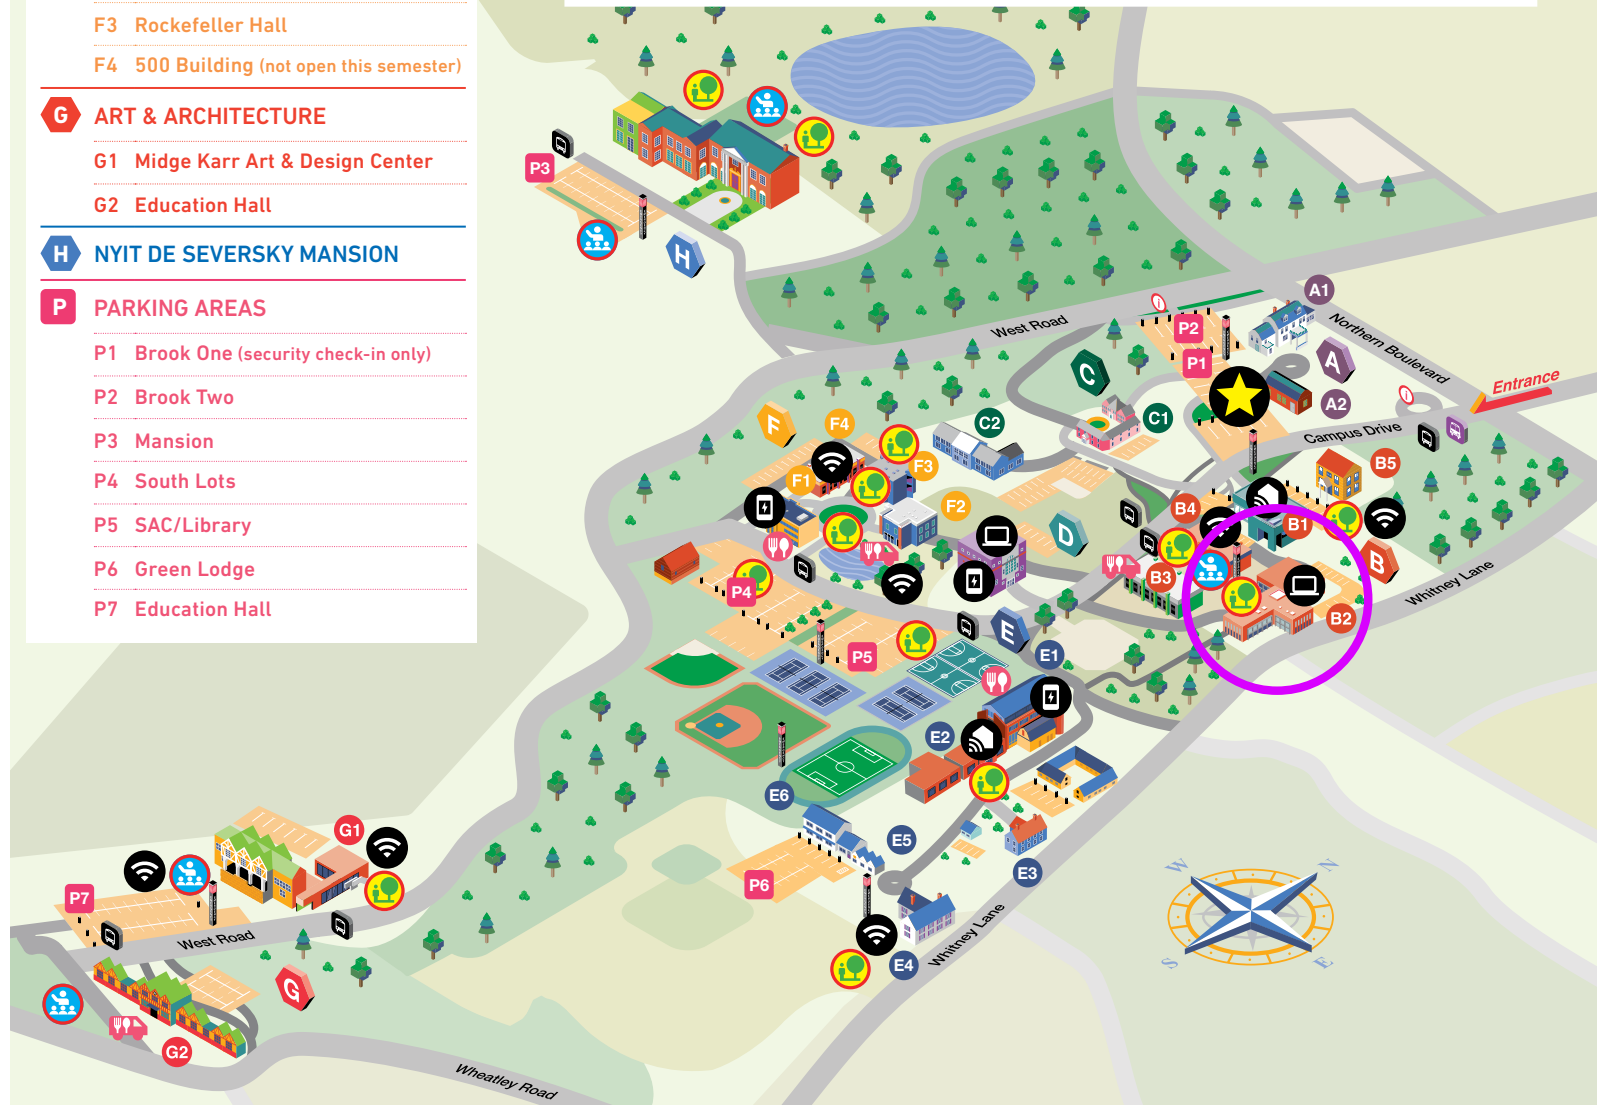 F3 Rockefeller Hall
F4 500 Building (not open this semester)
G ART & ARCHITECTURE
G1 Midge Karr Art & Design Center
G2 Education Hall
H NYIT DE SEVERSKY MANSION
P PARKING AREAS
P1 Brook One (security check-in only)
P2 Brook Two
P3 Mansion
P4 South Lots
P5 SAC/Library
P6 Green Lodge
P7 Education Hall
P3
H
A1
West Road
P2
Northern Boulevard
P1
A
C
Entrance
A2
C1
F
F4
C2
Campus Drive
F3
B5
F1
F2
B4
B1
D
B
B3
Whitney Lane
P4
B2
E
P5
E1
E2
E6
G1
E5
E3
P6
P7
West Road
Whitney Lane
E4
G
G2
Wheatley Road
W
N
S
E